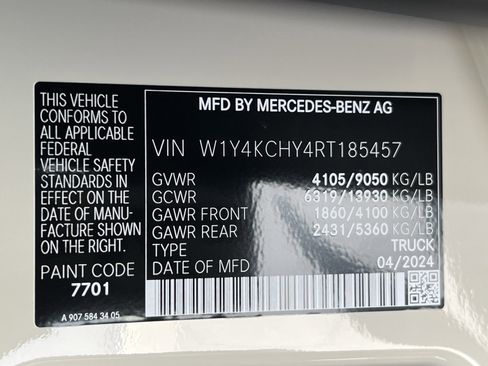 THIS VEHICLE
CONFORMS TO
ALL APPLICABLE
FEDERAL
VEHICLE SAFETY
STANDARDS IN
EFFECT ON THE
DATE OF MANU-
FACTURE SHOWN
ABOVE.
PAINT CODE
7701
A 907 584 34 05
MFD BY MERCEDES-BENZ AG
VIN W1Y4KCHY4RT185457
GVWR 4105/9050 KG/LB
GCWR 6319/13930 KG/LB
GAWR FRONT 1860/4100 KG/LB
GAWR REAR 2431/5360 KG/LB
TYPE TRUCK
DATE OF MFD 04/2024